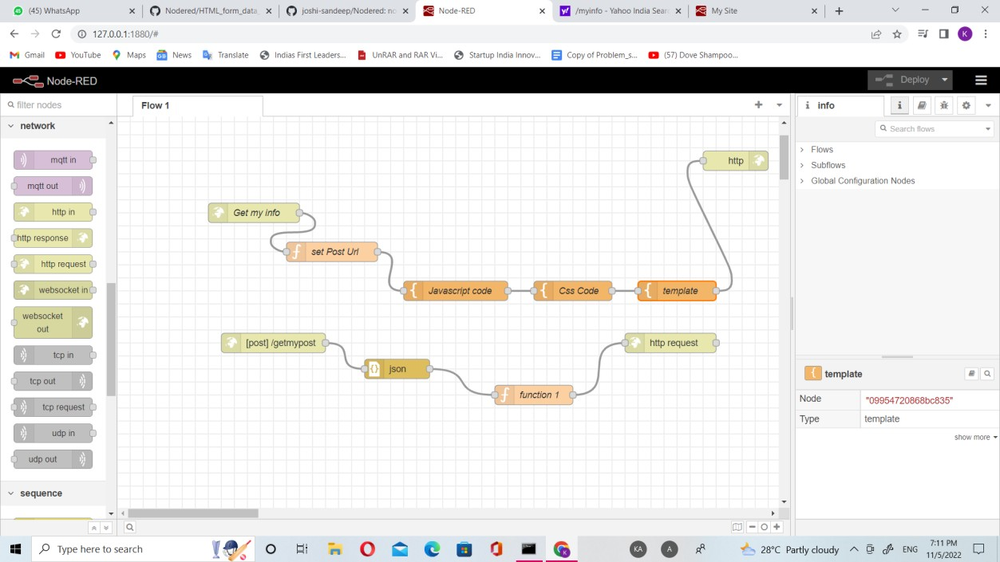 (45) WhatsApp
Nodered/HTML_form_data_
joshi-sandeep/Nodered: no
Node-RED
/myinfo - Yahoo India Sear
My Site
127.0.0.1:1880/#
Gmail
YouTube
Maps
News
Translate
Indias First Leaders...
UnRAR and RAR Vi...
Startup India Innov...
Copy of Problem_s...
(57) Dove Shampoo...
Node-RED
Deploy
filter nodes
Flow 1
i info
i
Search flows
network
mqtt in
mqtt out
http in
http response
http request
websocket in
websocket
out
tcp in
tcp out
tcp request
udp in
udp out
sequence
http
Get my info
set Post Url
Javascript code
Css Code
template
[post] /getmypost
http request
json
function 1
Flows
Subflows
Global Configuration Nodes
template
Node
"09954720868bc835"
Type
template
show more
Type here to search
KA
A
28°C Partly cloudy
ENG
7:11 PM
11/5/2022